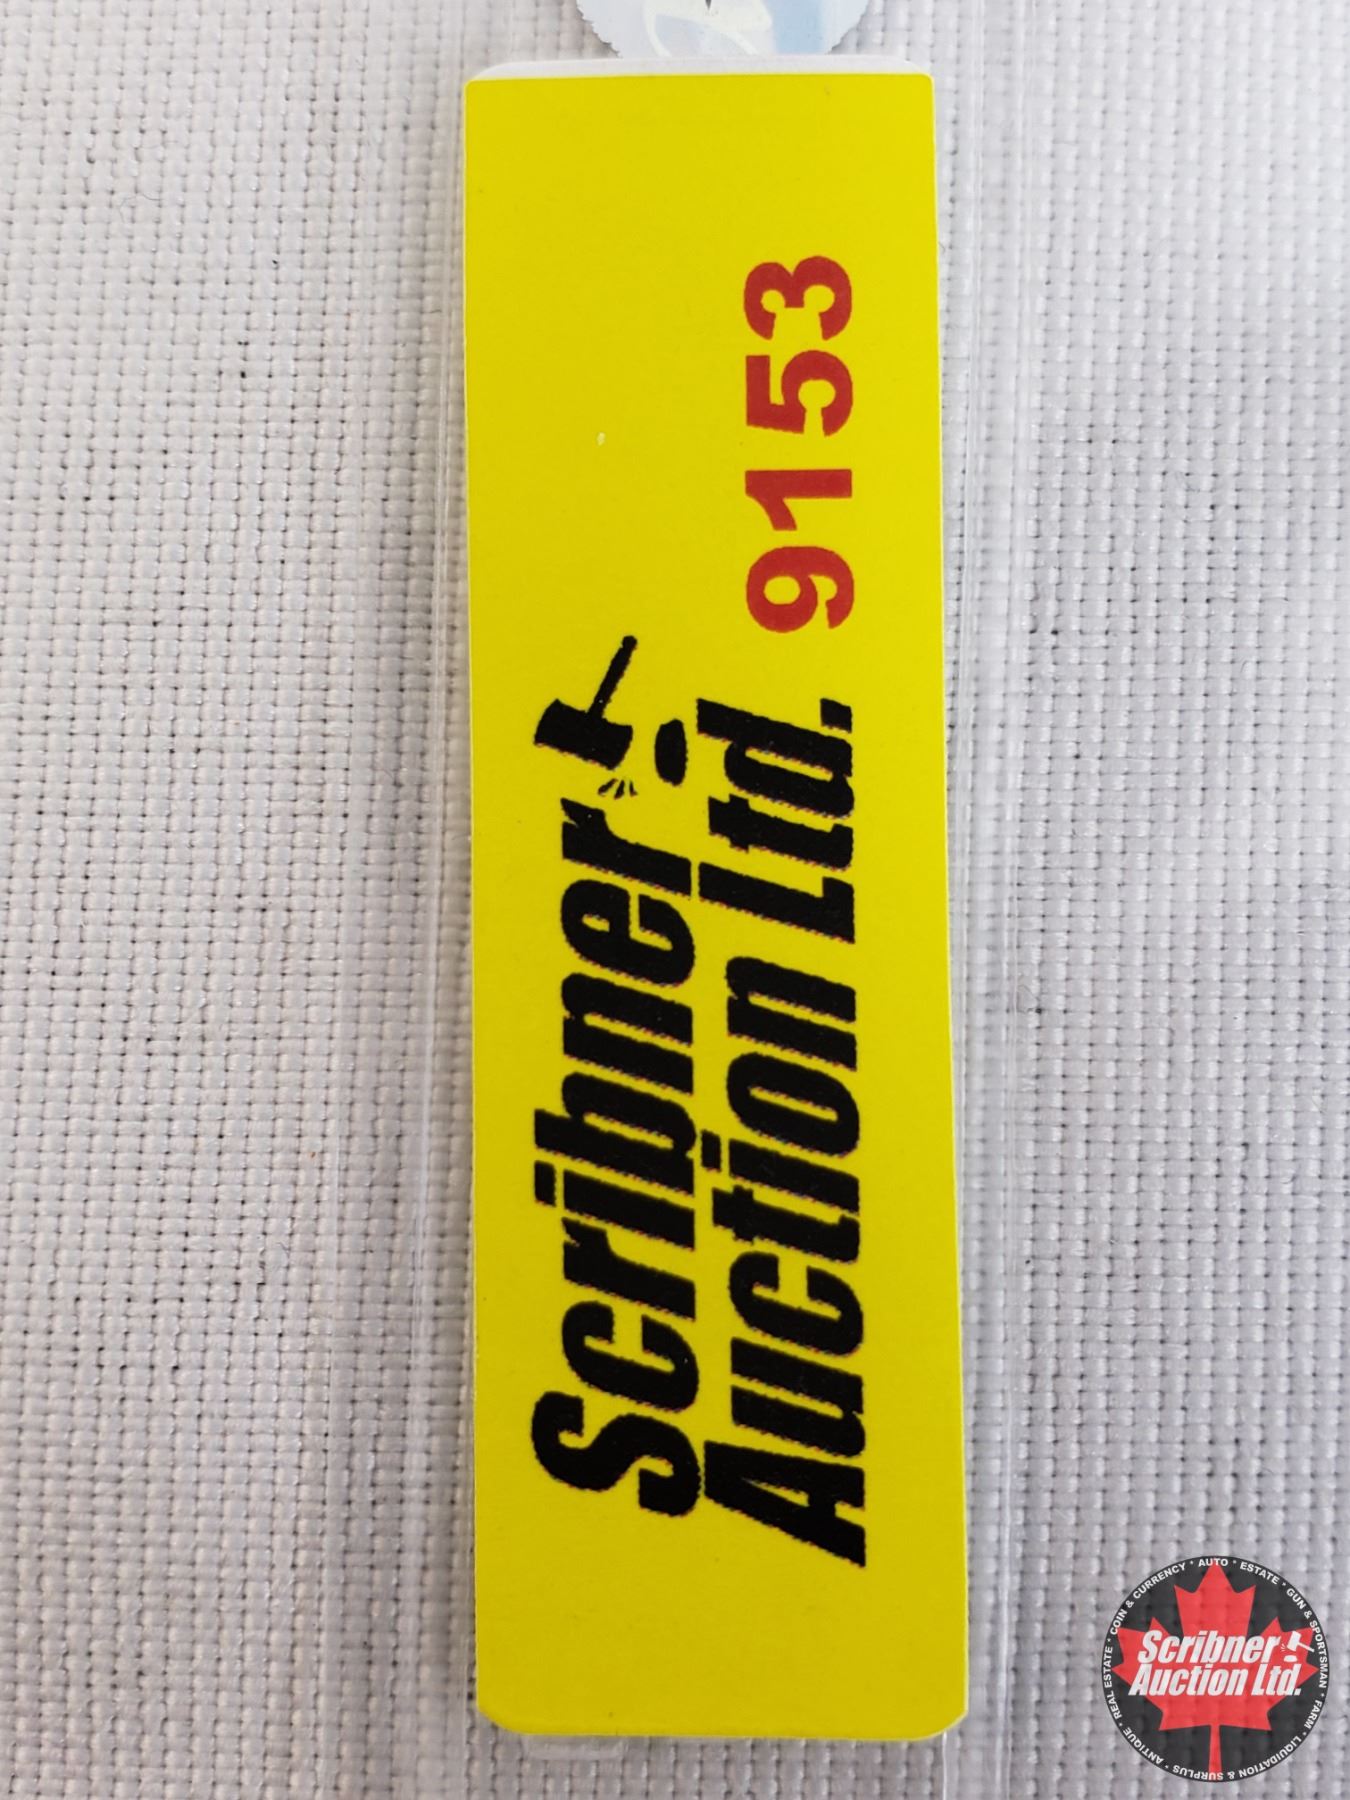 Scribner
Auction Ltd. 9153
COIN & CURRENCY * AUTO * ESTATE * GUN & SPORTSMAN * FARM * LIQUIDATION & SURPLUS * ANTIQUE * REAL ESTATE *
Scribner
Auction Ltd.